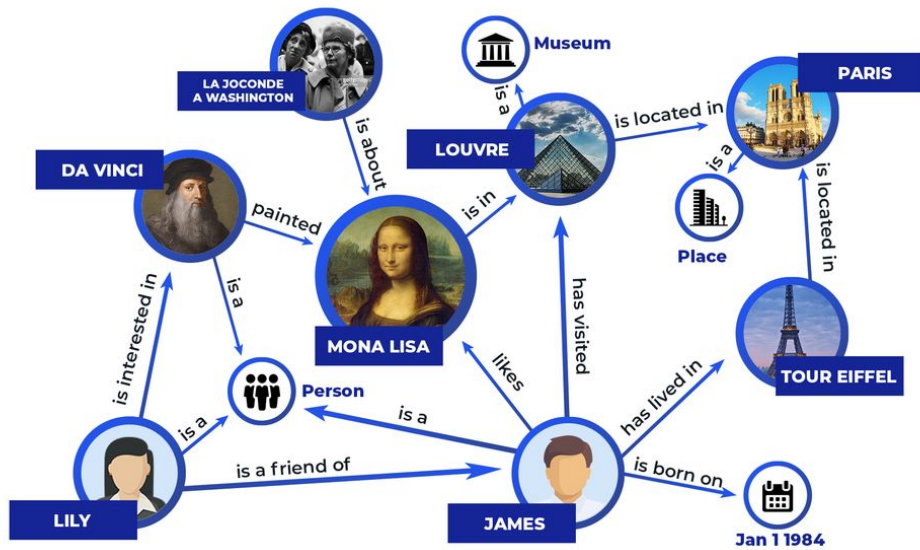 Museum
PARIS
LA JOCONDE
A WASHINGTON
is a
is located in
is about
LOUVRE
is a
is located in
DA VINCI
painted
is in
Place
is a
has visited
is interested in
MONA LISA
TOUR EIFFEL
likes
Person
has lived in
is a
is a
is a friend of
is born on
LILY
JAMES
Jan 1 1984